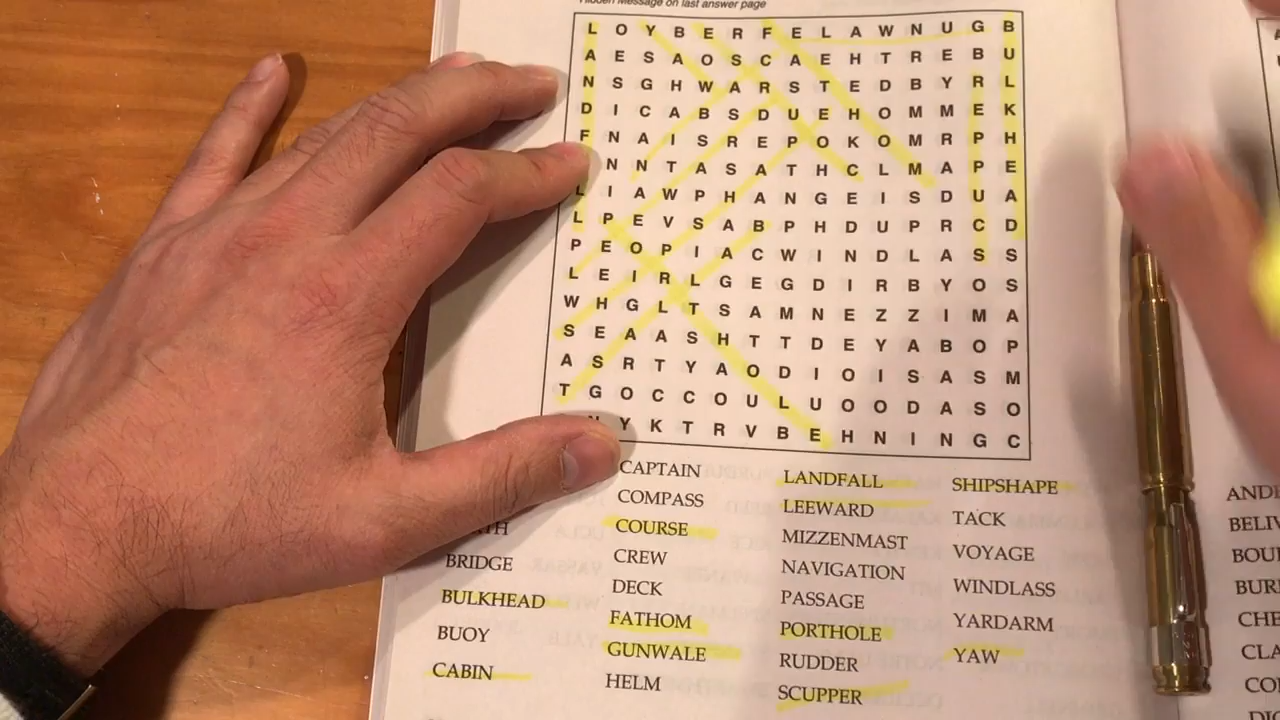 Hidden Message on last answer page
L O Y B E R F E L A W N U G B
A E S A O S C A E H T R E B U
N S G H W A R S T E D B Y R L
D I C A B S D U E H O M M E K
F N A I S R E P O K O M R P H
N N T A S A T H C L M A P E
L I A W P H A N G E I S D U A
L P E V S A B P H D U P R C D
P E O P I A C W I N D L A S S
L E I R L G E G D I R B Y O S
W H G L T S A M N E Z Z I M A
S E A A S H T T D E Y A B O P
A S R T Y A O D I O I S A S M
T G O C C O U L U O O D A S O
N Y K T R V B E H N I N G C
BRIDGE
BULKHEAD
BUOY
CABIN
CAPTAIN
COMPASS
COURSE
CREW
DECK
FATHOM
GUNWALE
HELM
LANDFALL
LEEWARD
MIZZENMAST
NAVIGATION
PASSAGE
PORTHOLE
RUDDER
SCUPPER
SHIPSHAPE
TACK
VOYAGE
WINDLASS
YARDARM
YAW